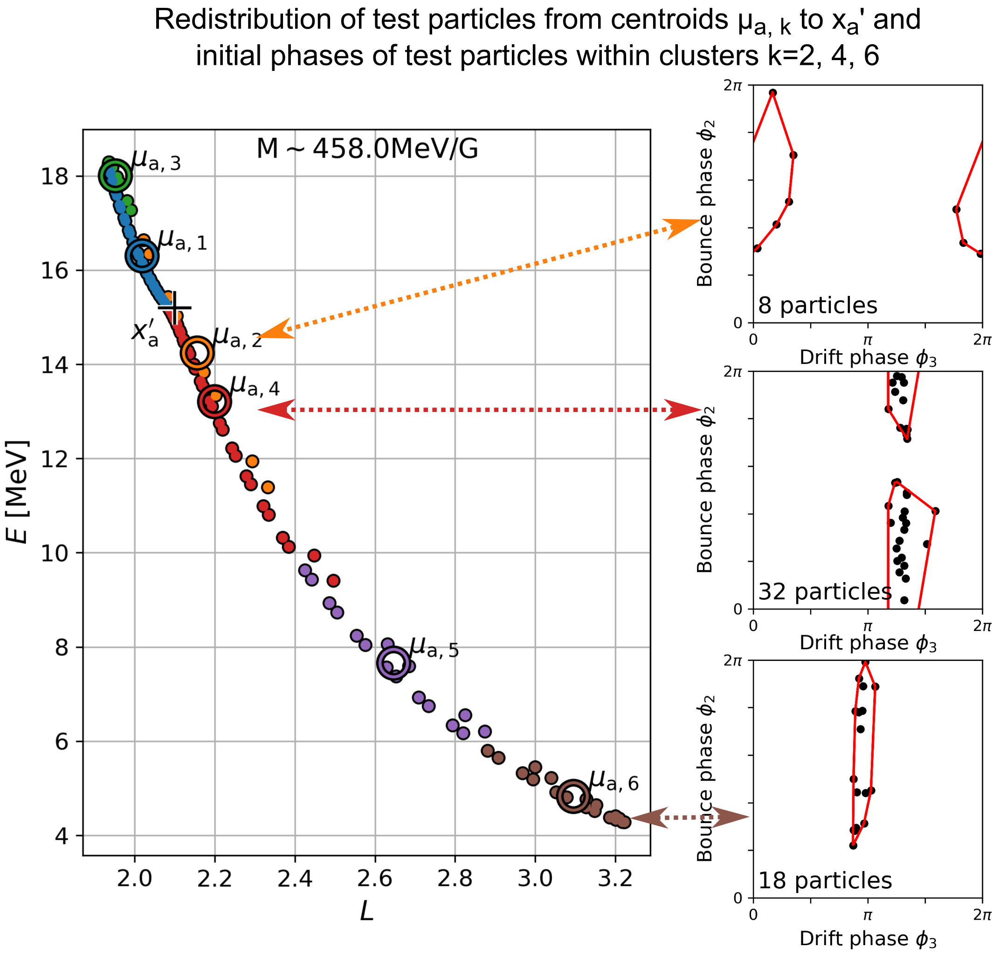 Redistribution of test particles from centroids μa, k to xa' and
initial phases of test particles within clusters k=2, 4, 6
M ~ 458.0MeV/G
μa, 3
μa, 1
x′a
μa, 2
μa, 4
μa, 5
μa, 6
18
16
14
12
10
8
6
4
E [MeV]
2.0 2.2 2.4 2.6 2.8 3.0 3.2
L
2π
Bounce phase ϕ2
8 particles
0
0 π 2π
Drift phase ϕ3
2π
Bounce phase ϕ2
32 particles
0
0 π 2π
Drift phase ϕ3
2π
Bounce phase ϕ2
18 particles
0
0 π 2π
Drift phase ϕ3